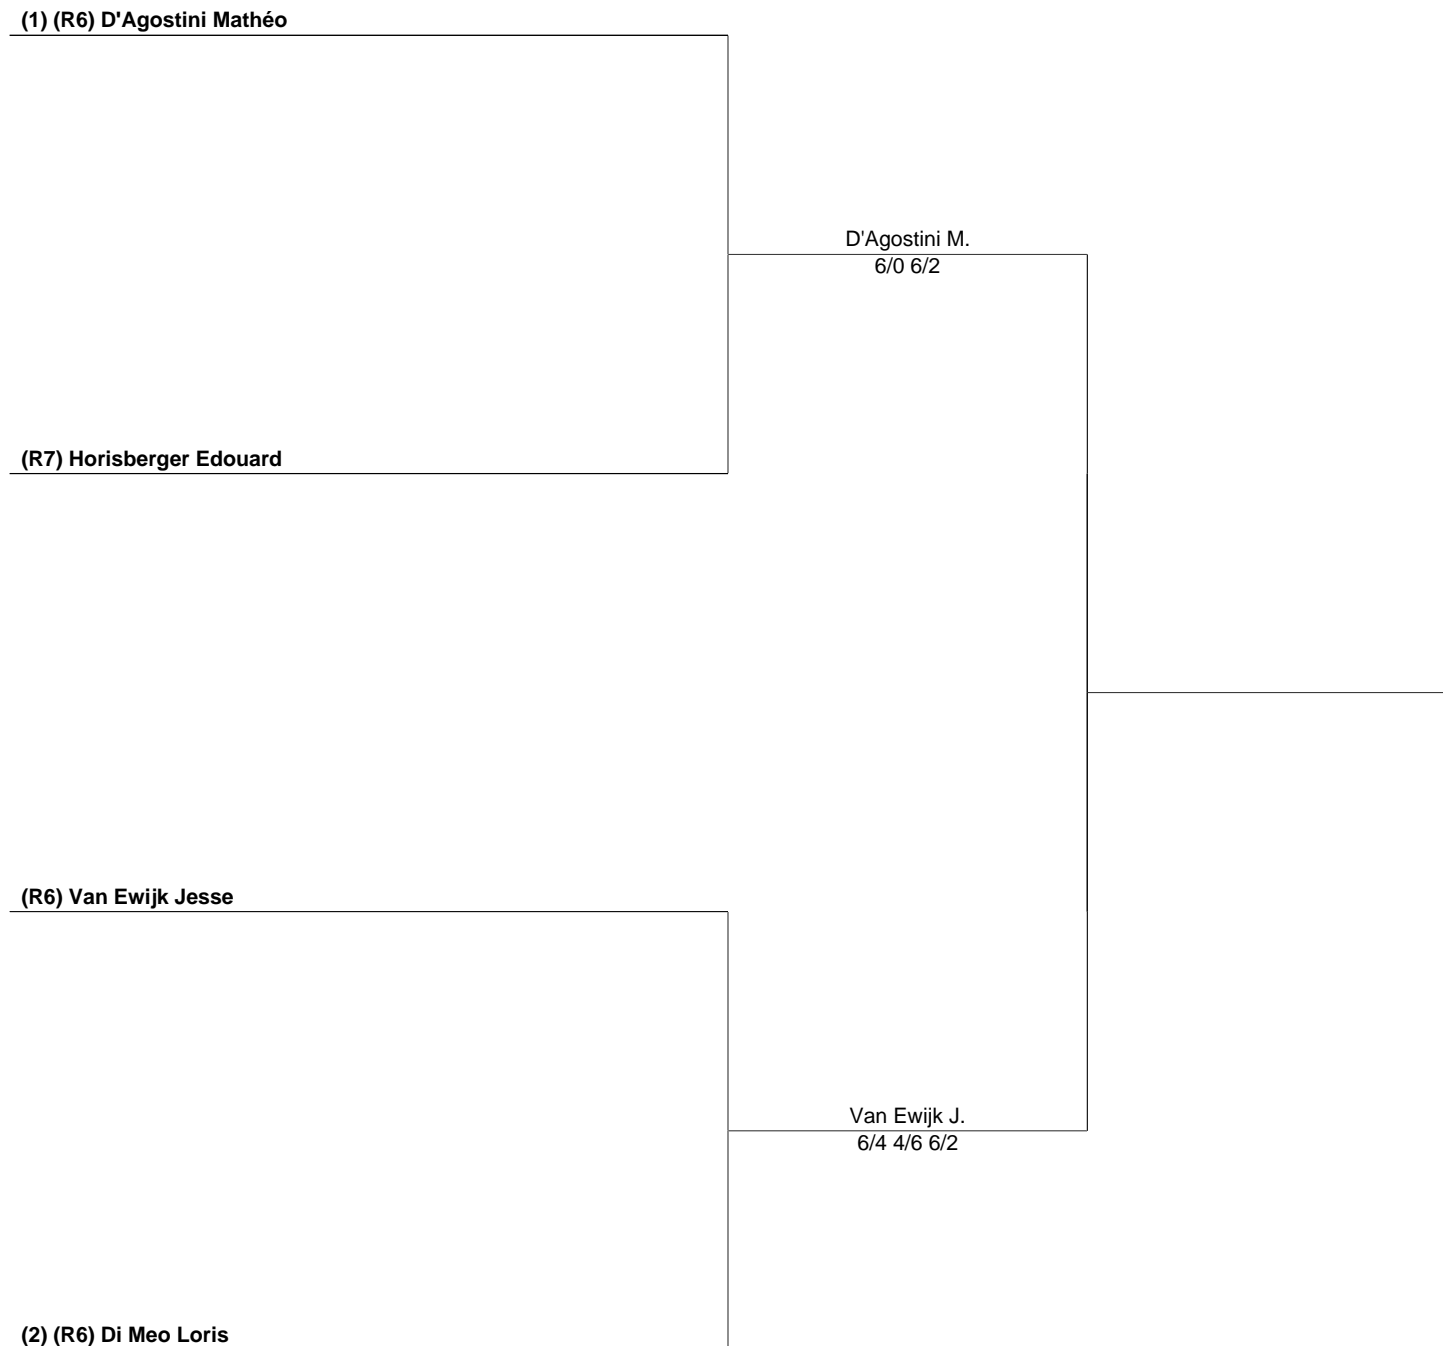 (1) (R6) D'Agostini Mathéo
D'Agostini M.
6/0 6/2
(R7) Horisberger Edouard
(R6) Van Ewijk Jesse
Van Ewijk J.
6/4 4/6 6/2
(2) (R6) Di Meo Loris